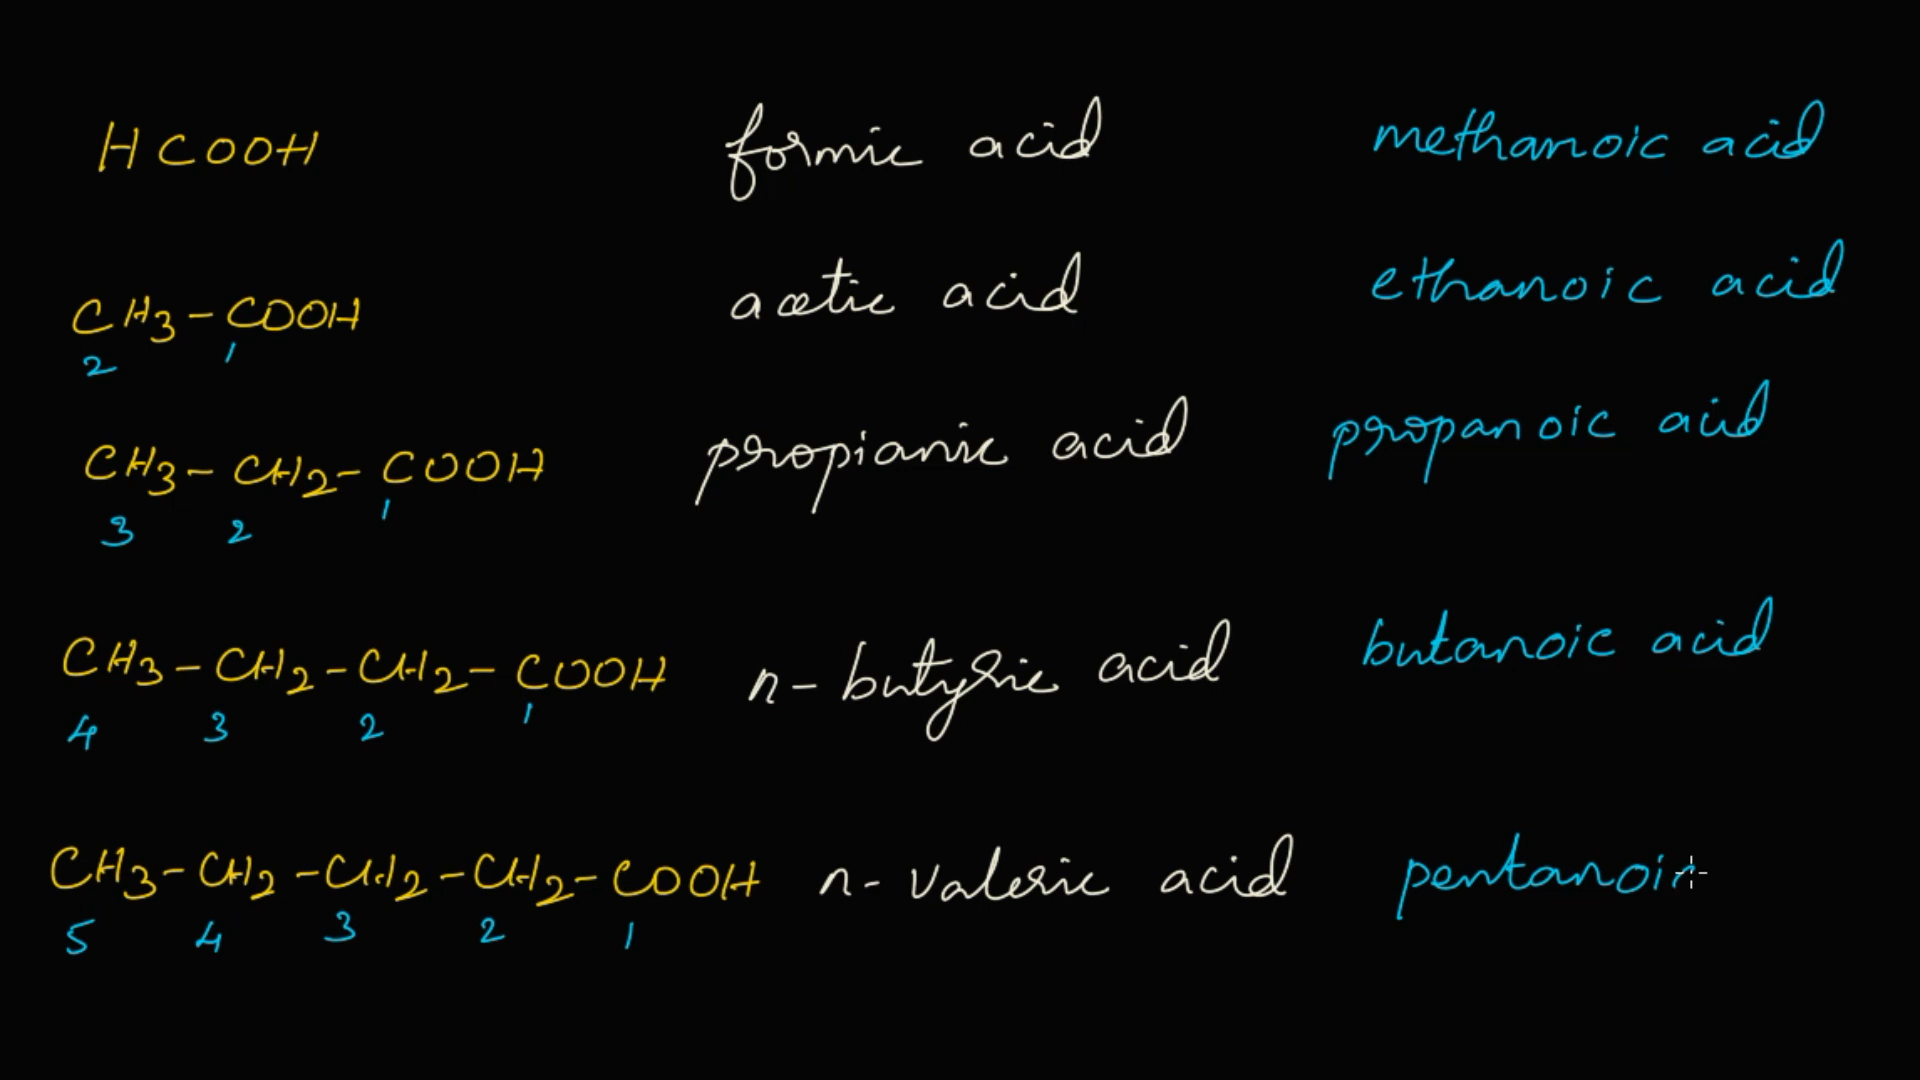 HCOOH formic acid methanoic acid
CH3-COOH acetic acid ethanoic acid
2 1
CH3-CH2-COOH propianic acid propanoic acid
3 2 1
CH3-CH2-CH2-COOH n-butyric acid butanoic acid
4 3 2 1
CH3-CH2-CH2-CH2-COOH n-valeric acid pentanoic
5 4 3 2 1